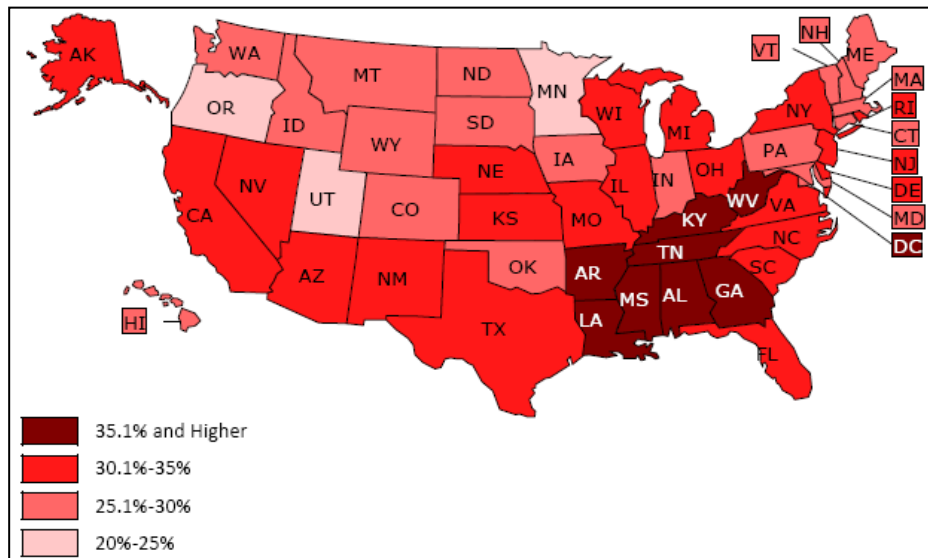 AK
WA
MT
ND
MN
VT
NH
ME
MA
OR
ID
SD
WI
MI
NY
RI
WY
IA
PA
CT
NV
NE
IL
IN
OH
NJ
CA
UT
CO
KS
MO
KY
WV
VA
DE
MD
DC
AZ
NM
OK
AR
TN
NC
SC
HI
TX
LA
MS
AL
GA
FL
35.1% and Higher
30.1%-35%
25.1%-30%
20%-25%